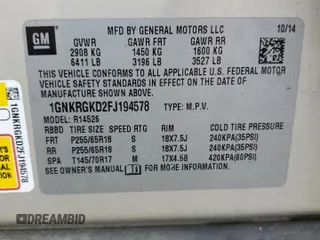 GM
MFD BY GENERAL MOTORS LLC 10/14
GVWR GAWR FRT GAWR RR
2908 KG 1450 KG 1600 KG
6411 LB 3196 LB 3527 LB
THIS VEHICLE CONFORMS TO ALL APPLICABLE U.S. FEDERAL MOTOR
VEHICLE SAFETY STANDARDS IN EFFECT ON THE DATE OF
MANUFACTURE SHOWN ABOVE.
1GNKRGKD2FJ194578 TYPE: M.P.V.
MODEL: R14526
RBBD TIRE SIZE SPEED RTG RIM COLD TIRE PRESSURE
FRT P255/65R18 S 18X7.5J 240KPA(35PSI)
RR P255/65R18 S 18X7.5J 240KPA(35PSI)
SPA T145/70R17 M 17X4.5B 420KPA(60PSI)
SEE OWNER'S MANUAL FOR ADDITIONAL INFORMATION.
1GNKRGKD2FJ194578
DREAMBID